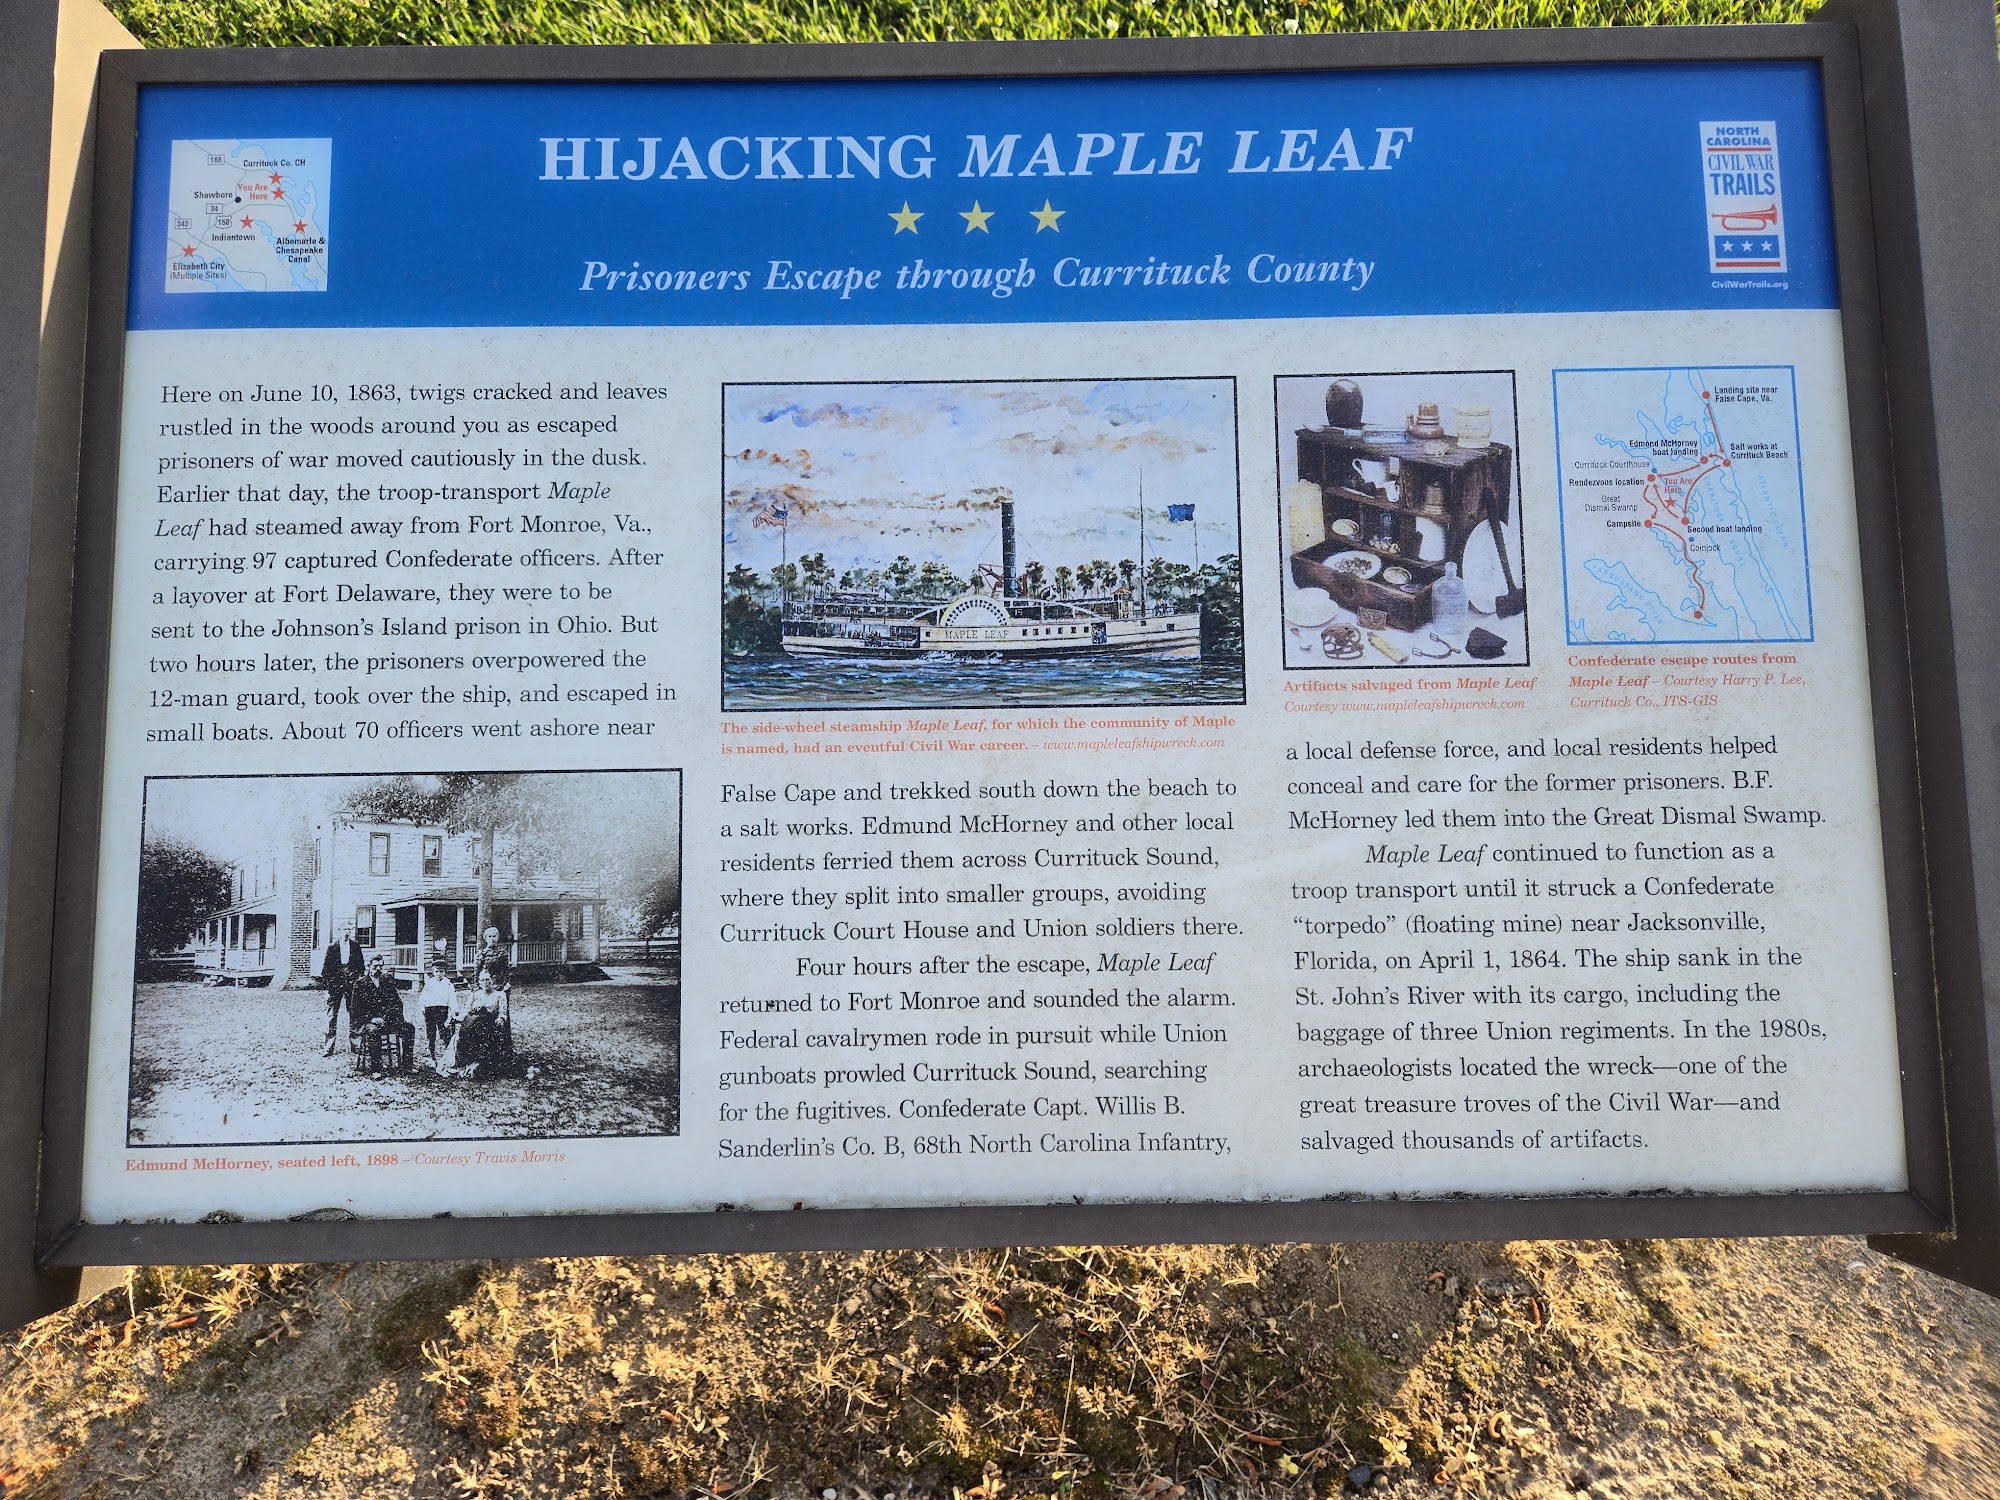 HIJACKING MAPLE LEAF
Prisoners Escape through Currituck County
168
Currituck Co. CH
You Are
Here
Shawboro
34
158
343
Indiantown
Albemarle &
Chesapeake
Canal
Elizabeth City
(Multiple Sites)
NORTH
CAROLINA
CIVIL WAR
TRAILS
CivilWarTrails.org
Here on June 10, 1863, twigs cracked and leaves
rustled in the woods around you as escaped
prisoners of war moved cautiously in the dusk.
Earlier that day, the troop-transport Maple
Leaf had steamed away from Fort Monroe, Va.,
carrying 97 captured Confederate officers. After
a layover at Fort Delaware, they were to be
sent to the Johnson's Island prison in Ohio. But
two hours later, the prisoners overpowered the
12-man guard, took over the ship, and escaped in
small boats. About 70 officers went ashore near
Edmund McHorney, seated left, 1898 – Courtesy Travis Morris
MAPLE LEAF
The side-wheel steamship Maple Leaf, for which the community of Maple
is named, had an eventful Civil War career. – www.mapleleafshipwreck.com
False Cape and trekked south down the beach to
a salt works. Edmund McHorney and other local
residents ferried them across Currituck Sound,
where they split into smaller groups, avoiding
Currituck Court House and Union soldiers there.
Four hours after the escape, Maple Leaf
returned to Fort Monroe and sounded the alarm.
Federal cavalrymen rode in pursuit while Union
gunboats prowled Currituck Sound, searching
for the fugitives. Confederate Capt. Willis B.
Sanderlin's Co. B, 68th North Carolina Infantry,
Artifacts salvaged from Maple Leaf
Courtesy www.mapleleafshipwreck.com
Landing site near
False Cape, Va.
Edmond McHorney
boat landing
Salt works at
Currituck Beach
Currituck Courthouse
Rendezvous location
You Are
Here
Great
Dismal Swamp
Campsite
Second boat landing
Coinjock
CURRITUCK SOUND
ATLANTIC OCEAN
PASQUOTANK RIVER
Confederate escape routes from
Maple Leaf – Courtesy Harry P. Lee,
Currituck Co., ITS-GIS
a local defense force, and local residents helped
conceal and care for the former prisoners. B.F.
McHorney led them into the Great Dismal Swamp.
Maple Leaf continued to function as a
troop transport until it struck a Confederate
“torpedo” (floating mine) near Jacksonville,
Florida, on April 1, 1864. The ship sank in the
St. John's River with its cargo, including the
baggage of three Union regiments. In the 1980s,
archaeologists located the wreck—one of the
great treasure troves of the Civil War—and
salvaged thousands of artifacts.